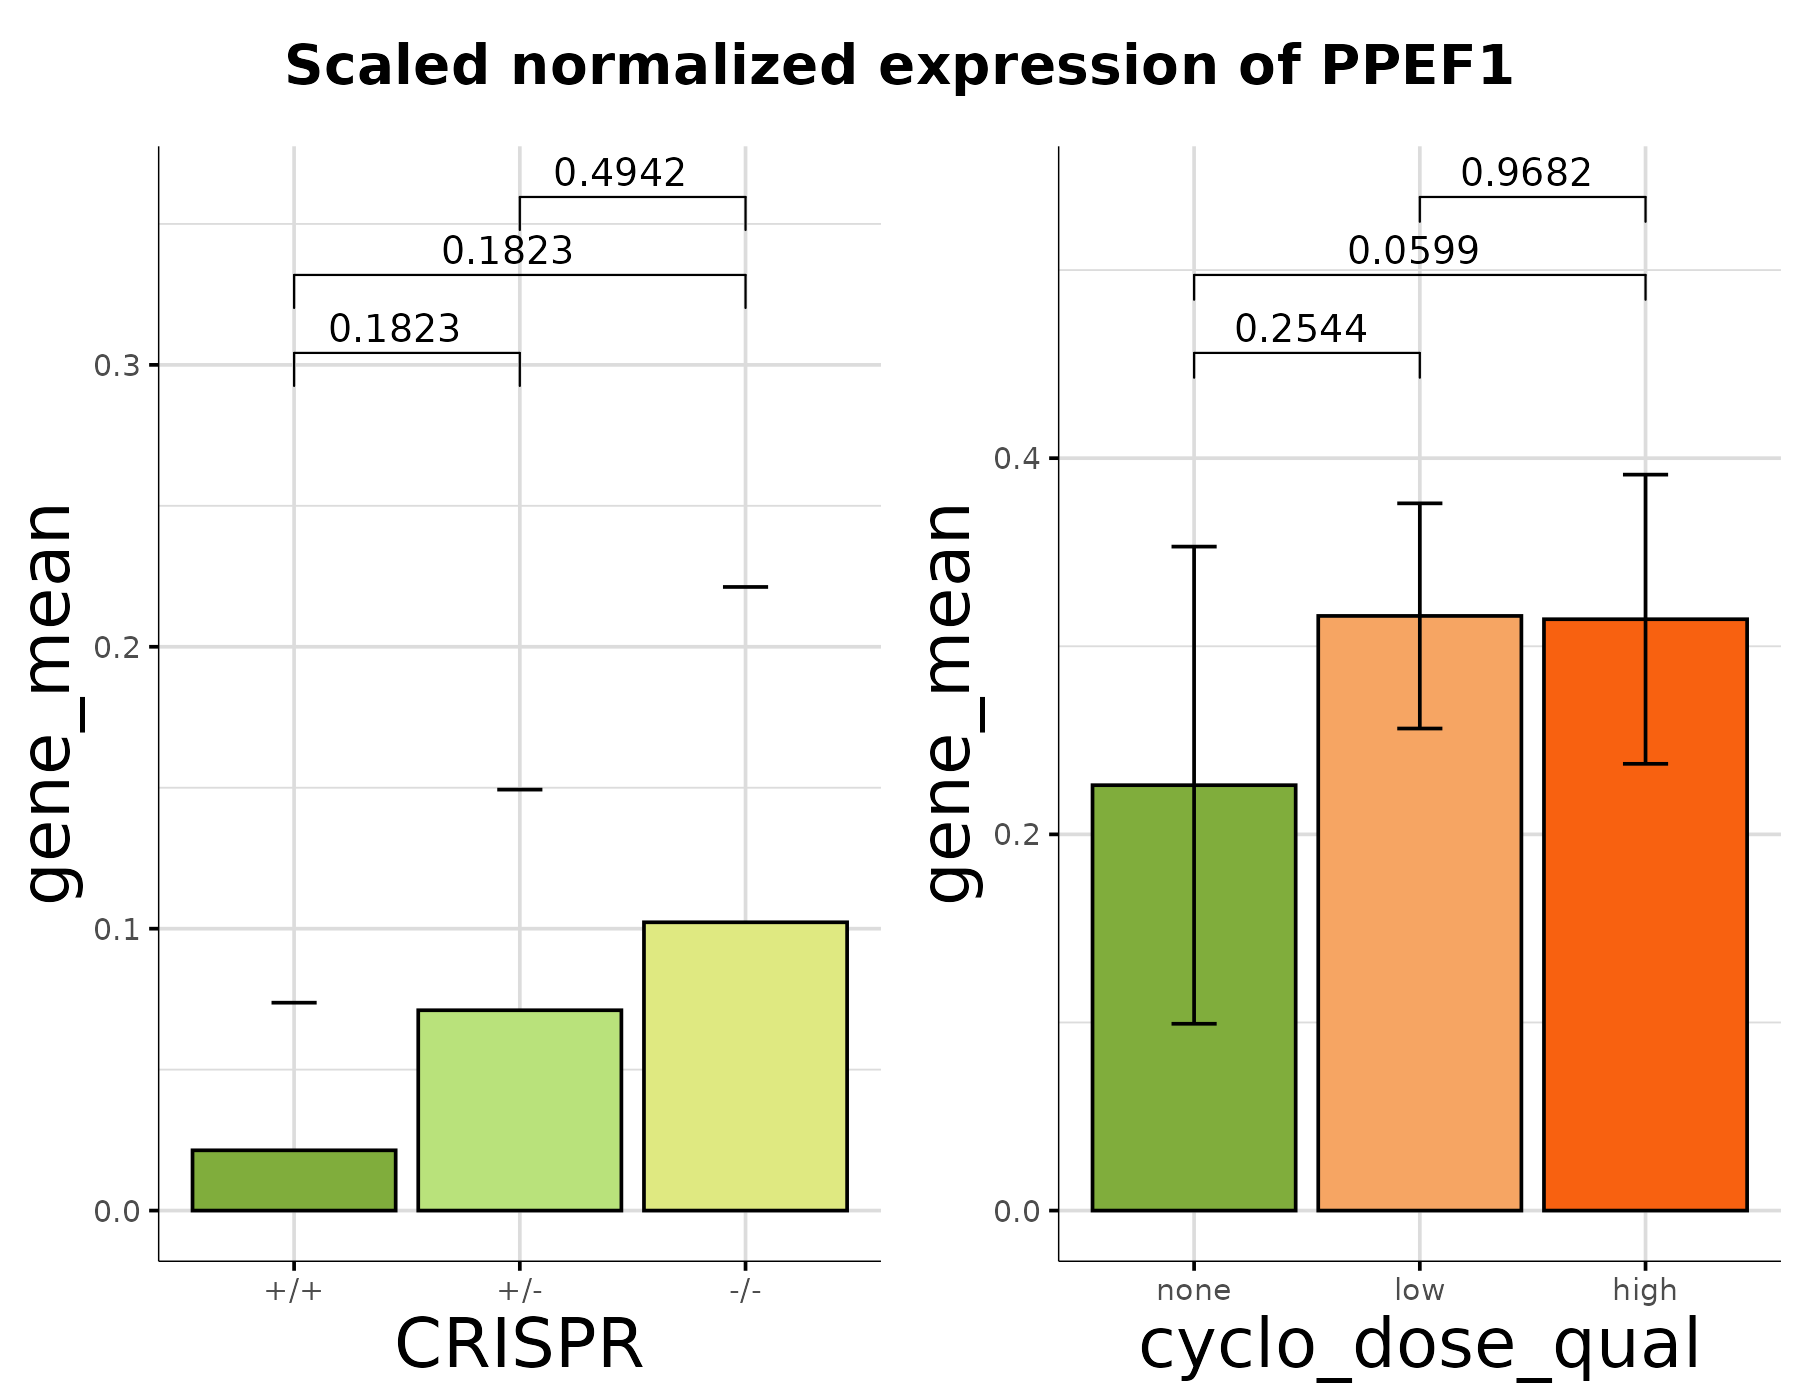 Scaled normalized expression of PPEF1
0.4942
0.1823
0.1823
0.3
0.2
0.1
0.0
gene_mean
+/+ +/- -/-
CRISPR
0.9682
0.0599
0.2544
0.4
0.2
0.0
gene_mean
none low high
cyclo_dose_qual